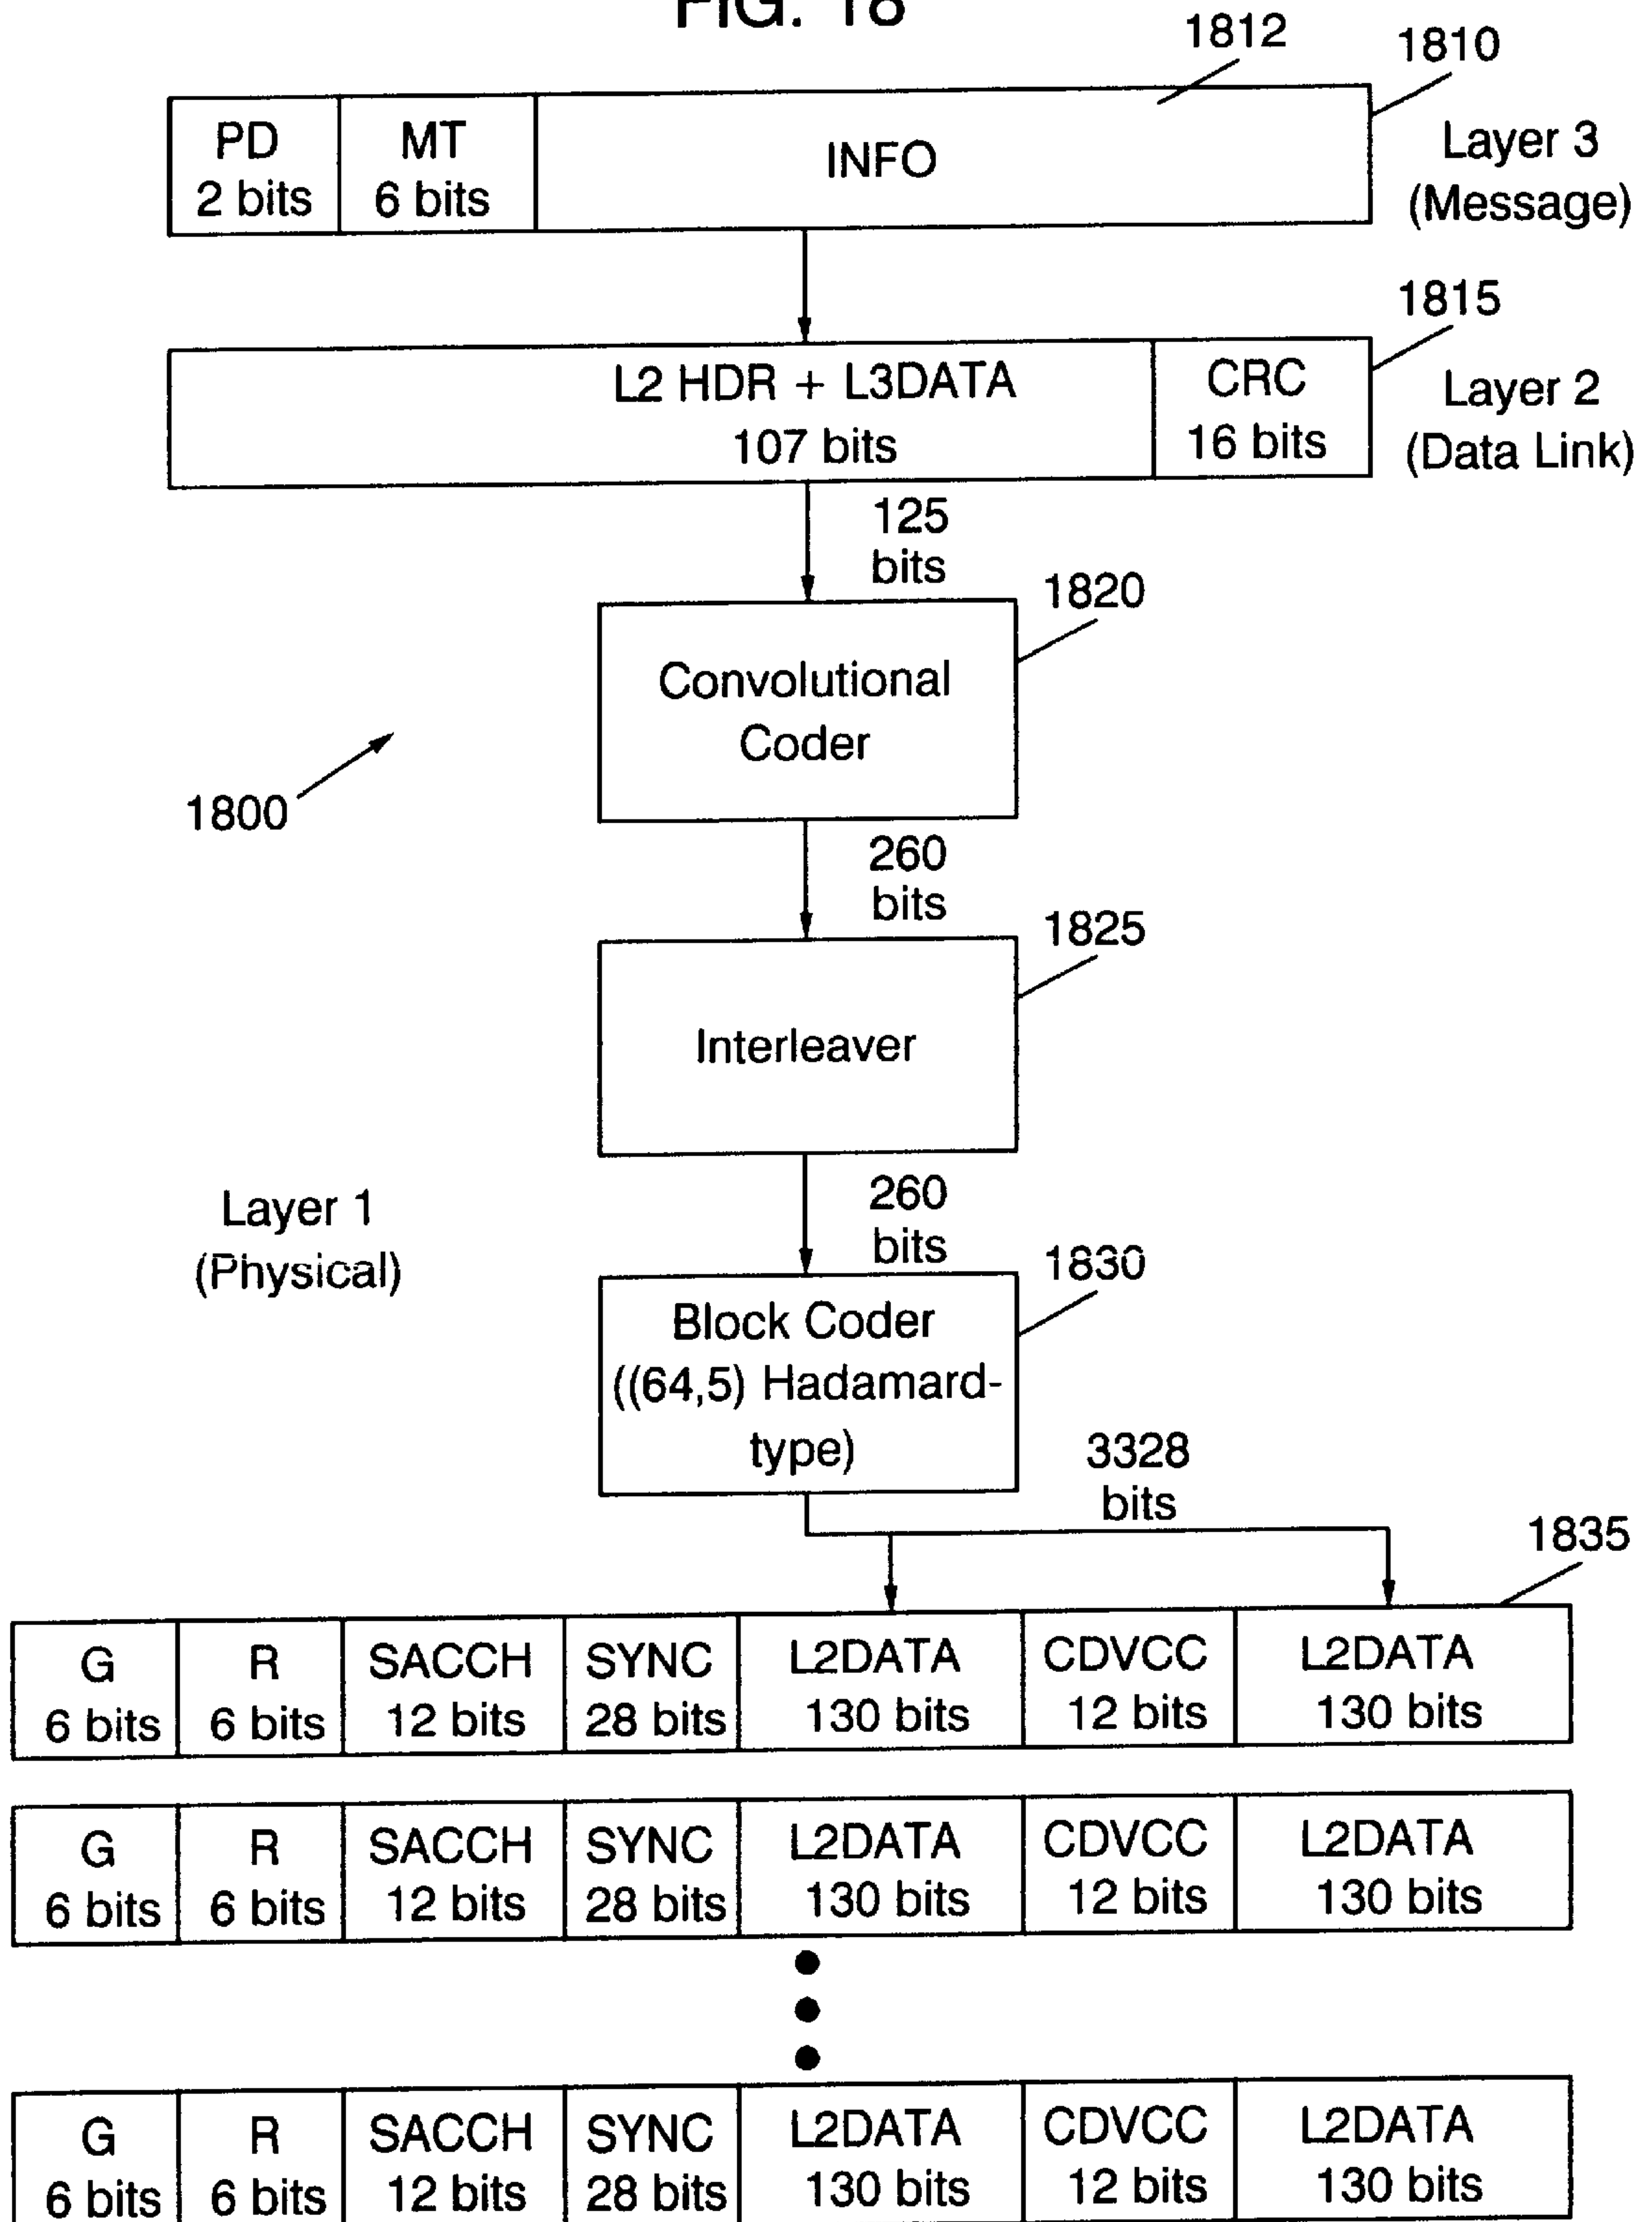 FIG. 18
1812
1810
PD
2 bits
MT
6 bits
INFO
Layer 3
(Message)
1815
L2 HDR + L3DATA
107 bits
CRC
16 bits
Layer 2
(Data Link)
125
bits
1820
Convolutional
Coder
1800
260
bits
1825
Interleaver
Layer 1
(Physical)
260
bits
1830
Block Coder
((64,5) Hadamard-
type)
3328
bits
1835
G
6 bits
R
6 bits
SACCH
12 bits
SYNC
28 bits
L2DATA
130 bits
CDVCC
12 bits
L2DATA
130 bits
G
6 bits
R
6 bits
SACCH
12 bits
SYNC
28 bits
L2DATA
130 bits
CDVCC
12 bits
L2DATA
130 bits
G
6 bits
R
6 bits
SACCH
12 bits
SYNC
28 bits
L2DATA
130 bits
CDVCC
12 bits
L2DATA
130 bits